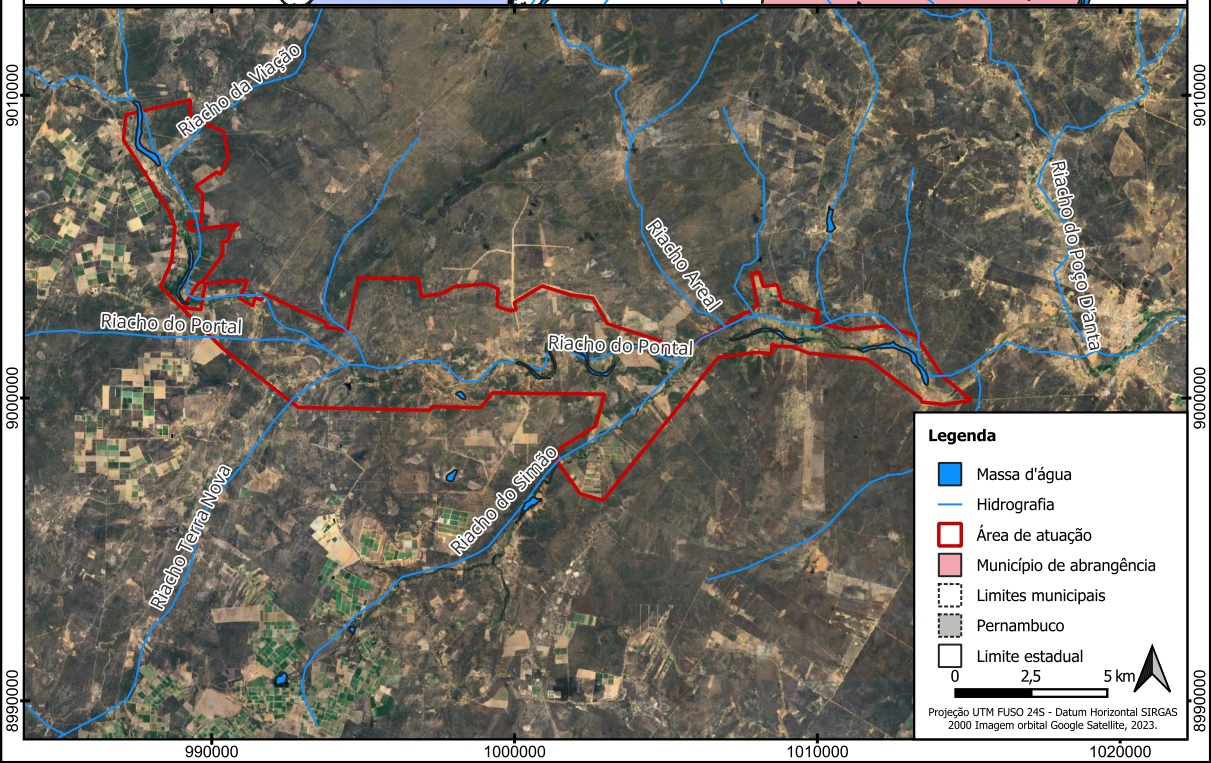 Riacho da Viação
9010000
9010000
Riacho do Poço D'anta
Riacho Areal
Riacho do Portal
Riacho do Pontal
9000000
9000000
Riacho do Simão
Riacho Terra Nova
Legenda
Massa d'água
Hidrografia
Área de atuação
Município de abrangência
Limites municipais
Pernambuco
Limite estadual
0 2,5 5 km
Projeção UTM FUSO 24S - Datum Horizontal SIRGAS
2000 Imagem orbital Google Satellite, 2023.
8990000
8990000
990000 1000000 1010000 1020000